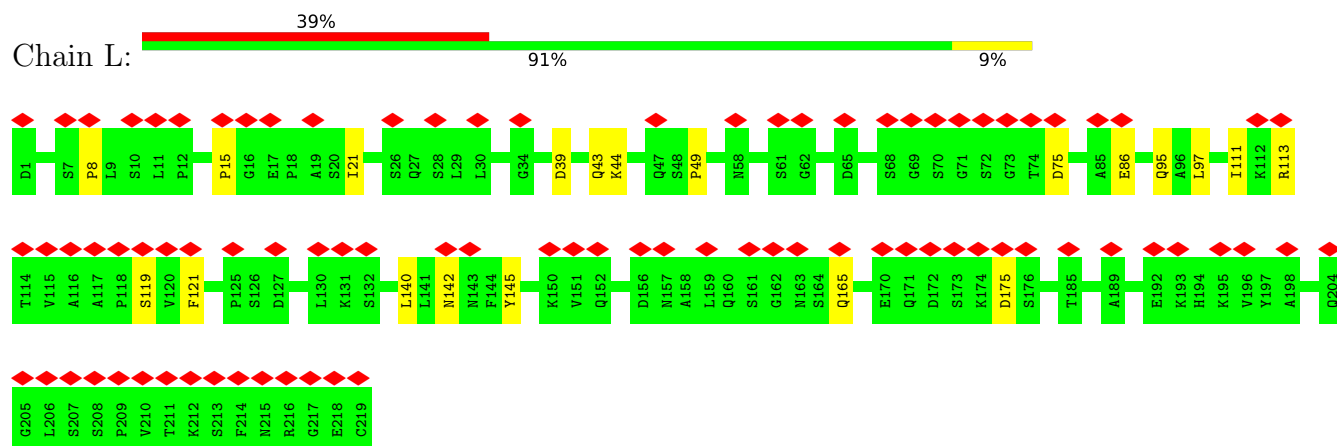 39%
Chain L:
91% 9%
D1 S7 P8 L9 S10 L11 P12 P15 G16 E17 P18 A19 S20 I21 S26 Q27 S28 L29 L30 G34 D39 Q43 K44 Q47 S48 P49 N58 S61 G62 D65 S68 G69 S70 G71 S72 G73 T74 D75 A85 E86 Q95 A96 L97 I111 K112 R113
T114 V115 A116 A117 P118 S119 V120 F121 P125 S126 D127 L130 K131 S132 L140 L141 N142 N143 F144 Y145 K150 V151 Q152 D156 N157 A158 L159 Q160 S161 G162 N163 S164 Q165 E170 Q171 D172 S173 K174 D175 S176 T185 A189 E192 K193 H194 K195 V196 Y197 A198 D204
G205 L206 S207 S208 P209 V210 T211 K212 S213 F214 N215 R216 G217 E218 C219